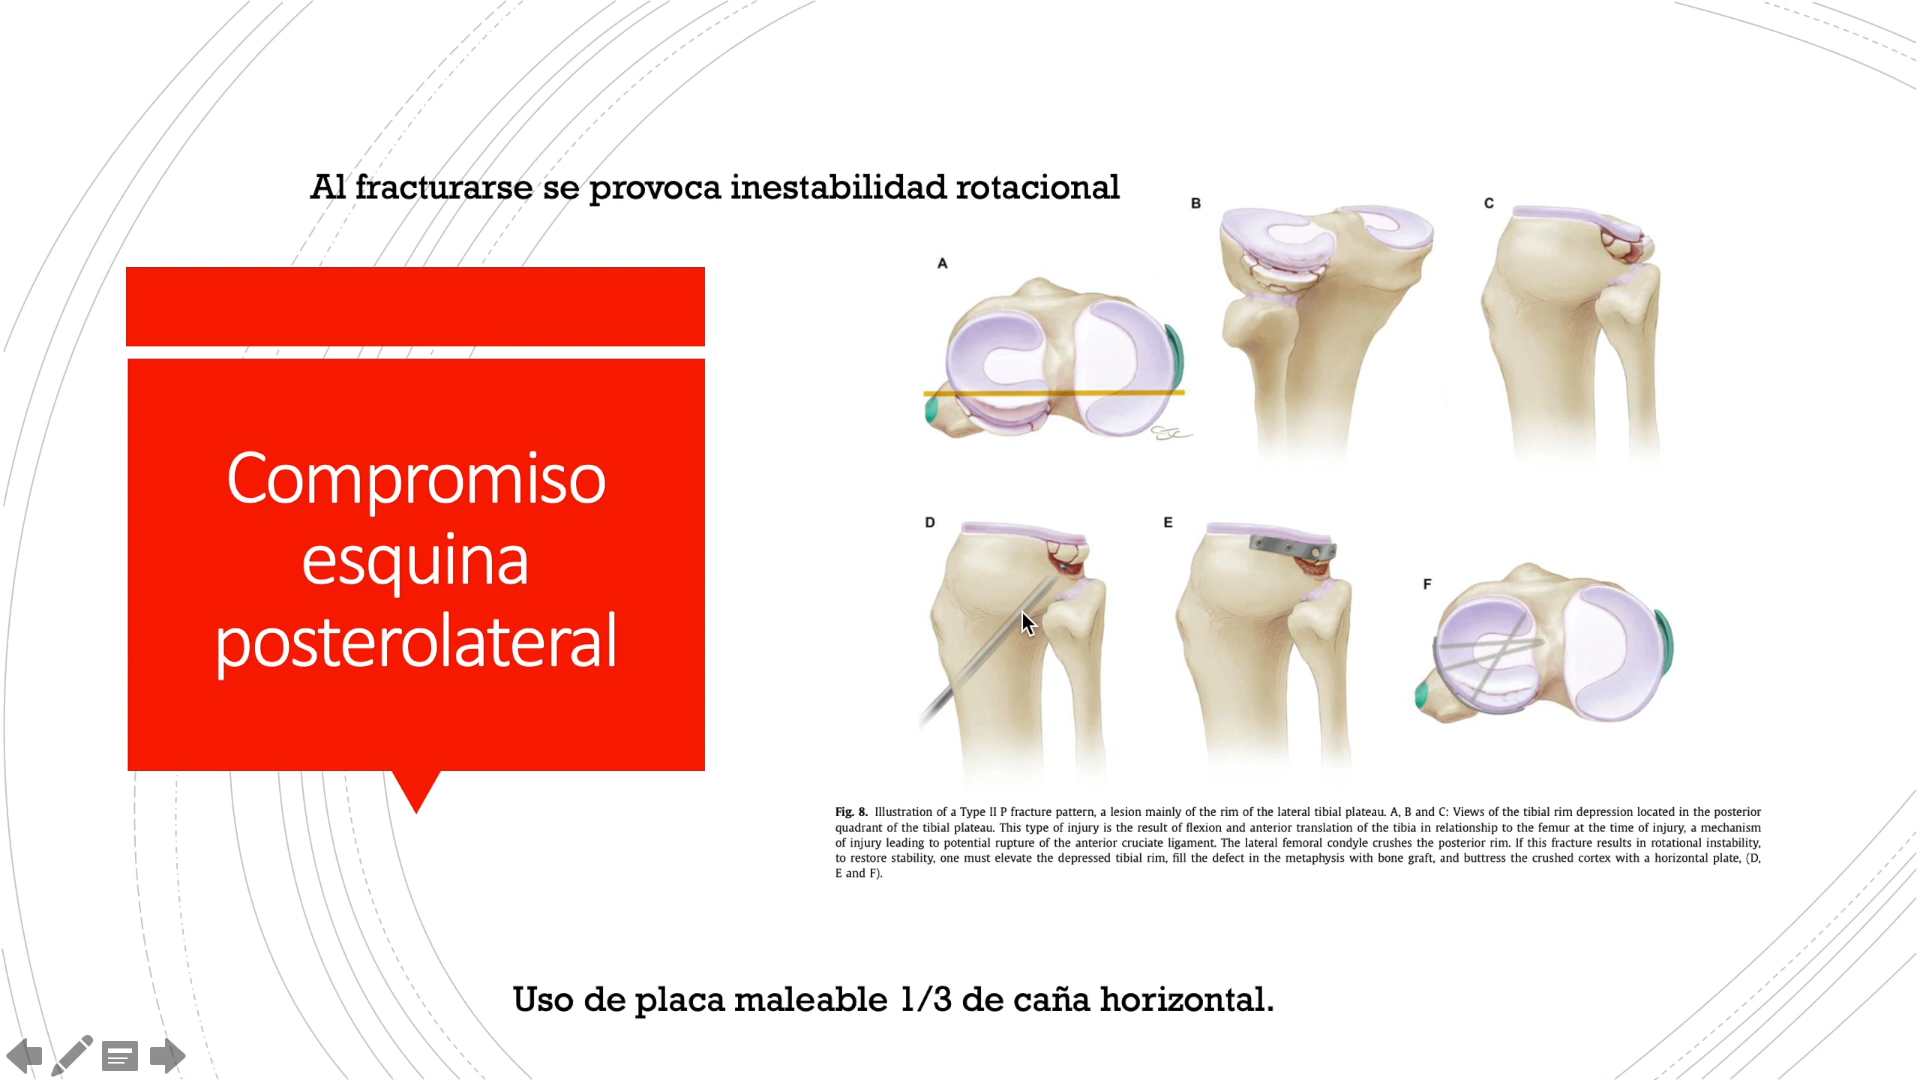 Al fracturarse se provoca inestabilidad rotacional
Compromiso
esquina
posterolateral
A
B
C
D
E
F
Fig. 8. Illustration of a Type II P fracture pattern, a lesion mainly of the rim of the lateral tibial plateau. A, B and C: Views of the tibial rim depression located in the posterior
quadrant of the tibial plateau. This type of injury is the result of flexion and anterior translation of the tibia in relationship to the femur at the time of injury, a mechanism
of injury leading to potential rupture of the anterior cruciate ligament. The lateral femoral condyle crushes the posterior rim. If this fracture results in rotational instability,
to restore stability, one must elevate the depressed tibial rim, fill the defect in the metaphysis with bone graft, and buttress the crushed cortex with a horizontal plate, (D,
E and F).
Uso de placa maleable 1/3 de caña horizontal.